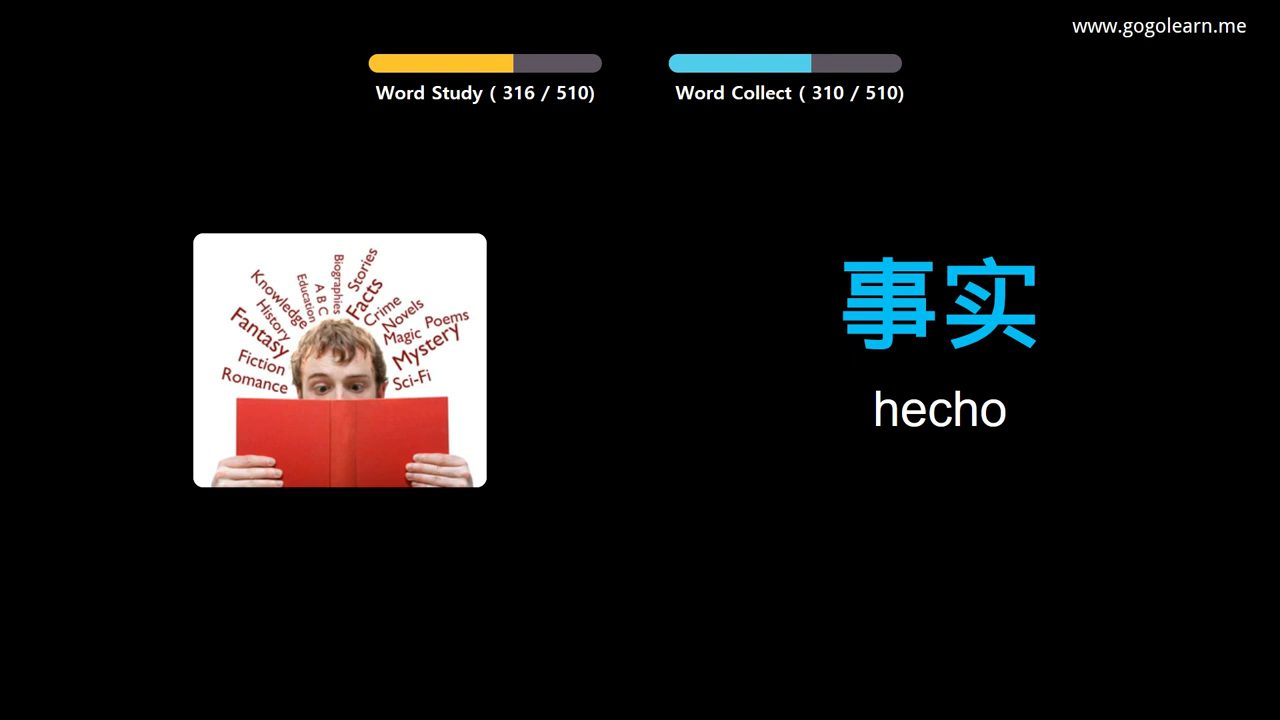 www.gogolearn.me
Word Study ( 316 / 510)
Word Collect ( 310 / 510)
Knowledge
History
Fantasy
Fiction
Romance
Education
A B C
Biographies
Stories
Facts
Crime
Novels
Magic
Poems
Mystery
Sci-Fi
事实
hecho